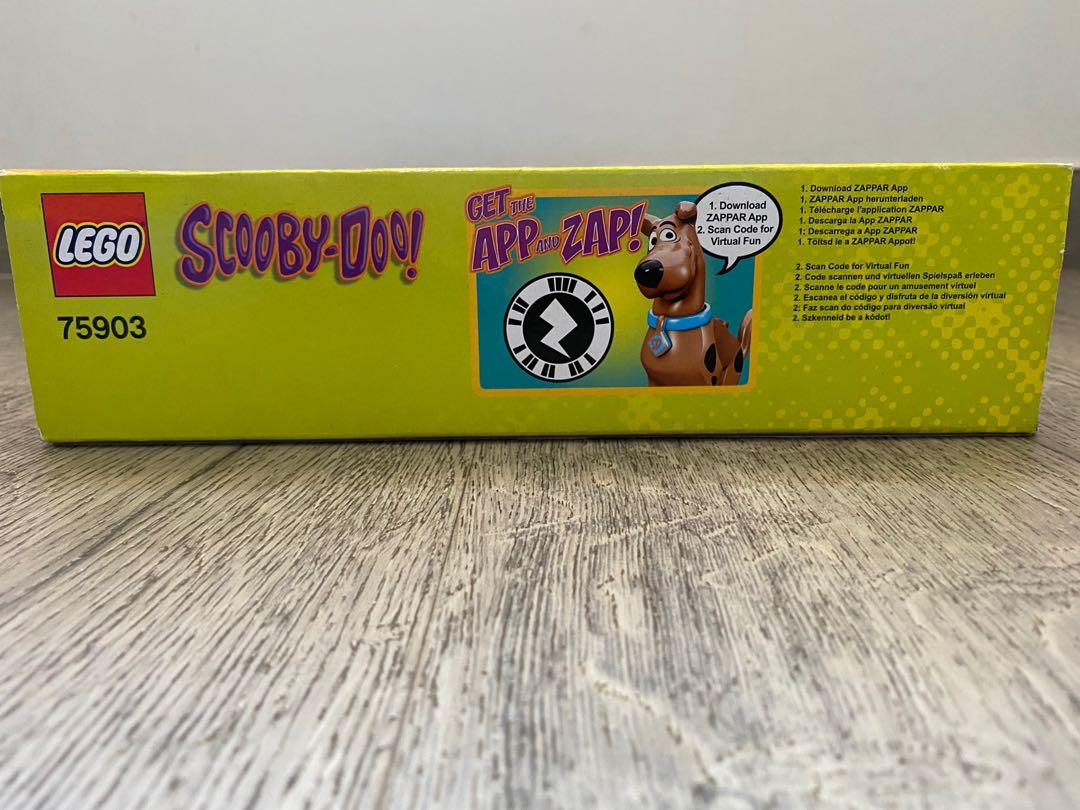 LEGO
SCOOBY-DOO!
75903
GET THE
APP AND ZAP!
1. Download
ZAPPAR App
2. Scan Code for
Virtual Fun
1. Download ZAPPAR App
1. ZAPPAR App herunterladen
1. Télécharge l'application ZAPPAR
1. Descarga la App ZAPPAR
1; Descarrega a App ZAPPAR
1. Töltsd le a ZAPPAR Appot!
2. Scan Code for Virtual Fun
2. Code scannen und virtuellen Spielspaß erleben
2. Scanne le code pour un amusement virtuel
2. Escanea el código y disfruta de la diversión virtual
2; Faz scan do código para diversão virtual
2. Szkenneld be a kódot!